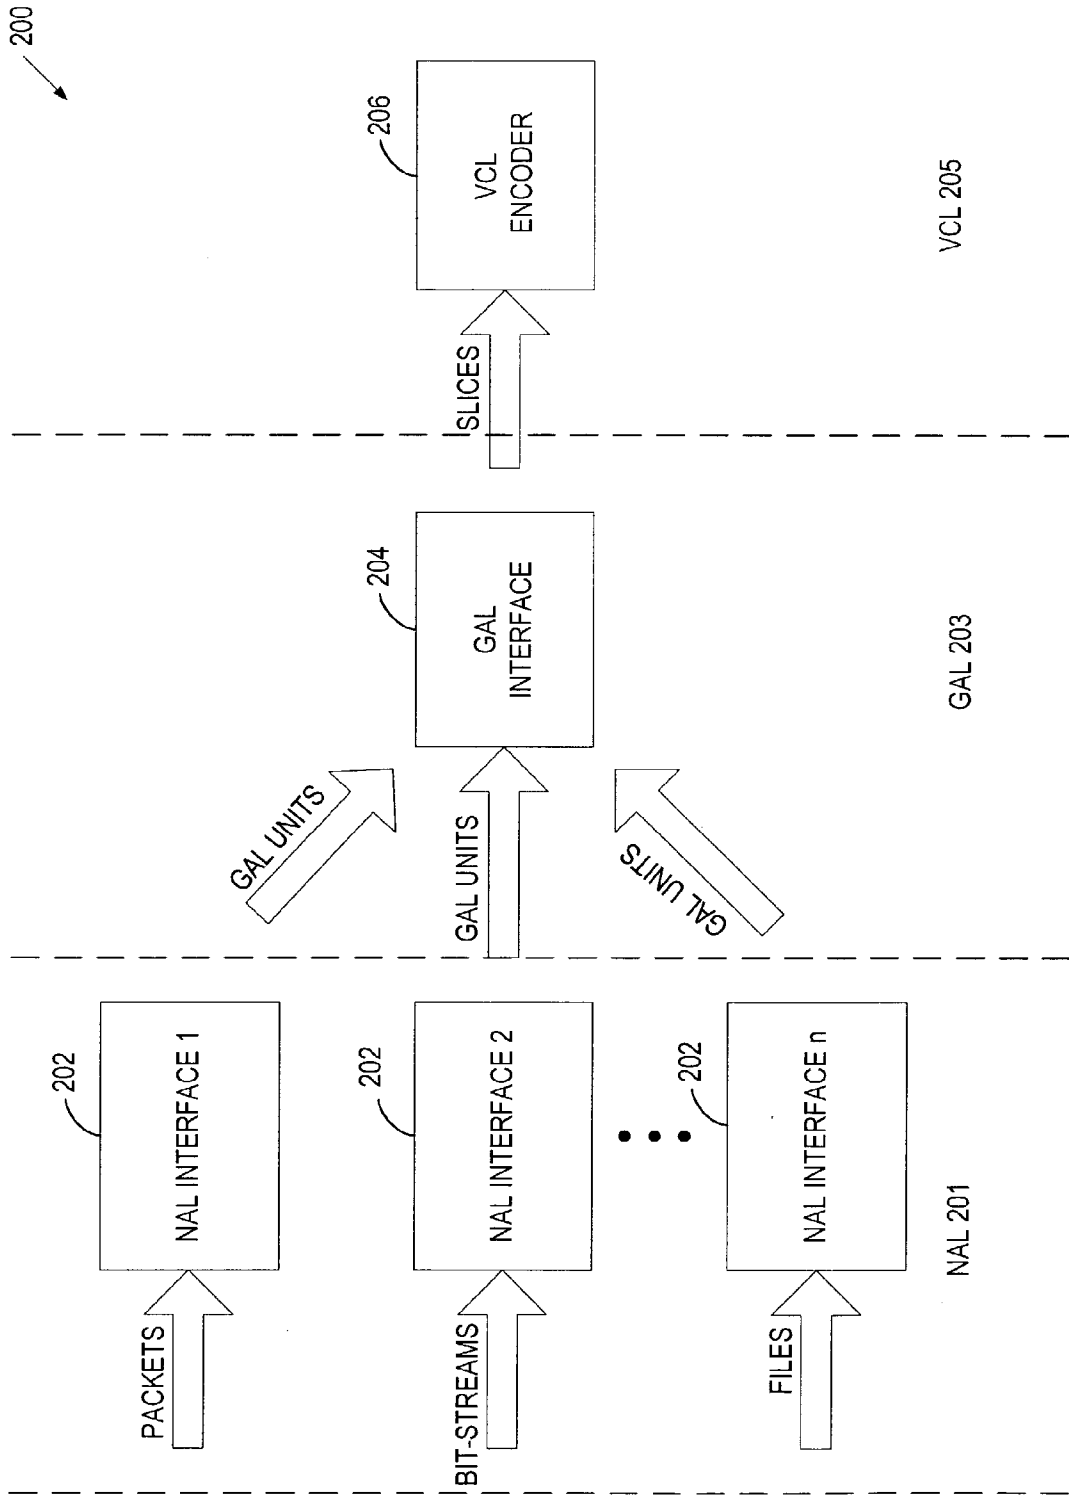 200
PACKETS
202
NAL INTERFACE 1
GAL UNITS
BIT-STREAMS
202
NAL INTERFACE 2
GAL UNITS
204
GAL
INTERFACE
SLICES
206
VCL
ENCODER
FILES
202
NAL INTERFACE n
GAL UNITS
NAL 201
GAL 203
VCL 205